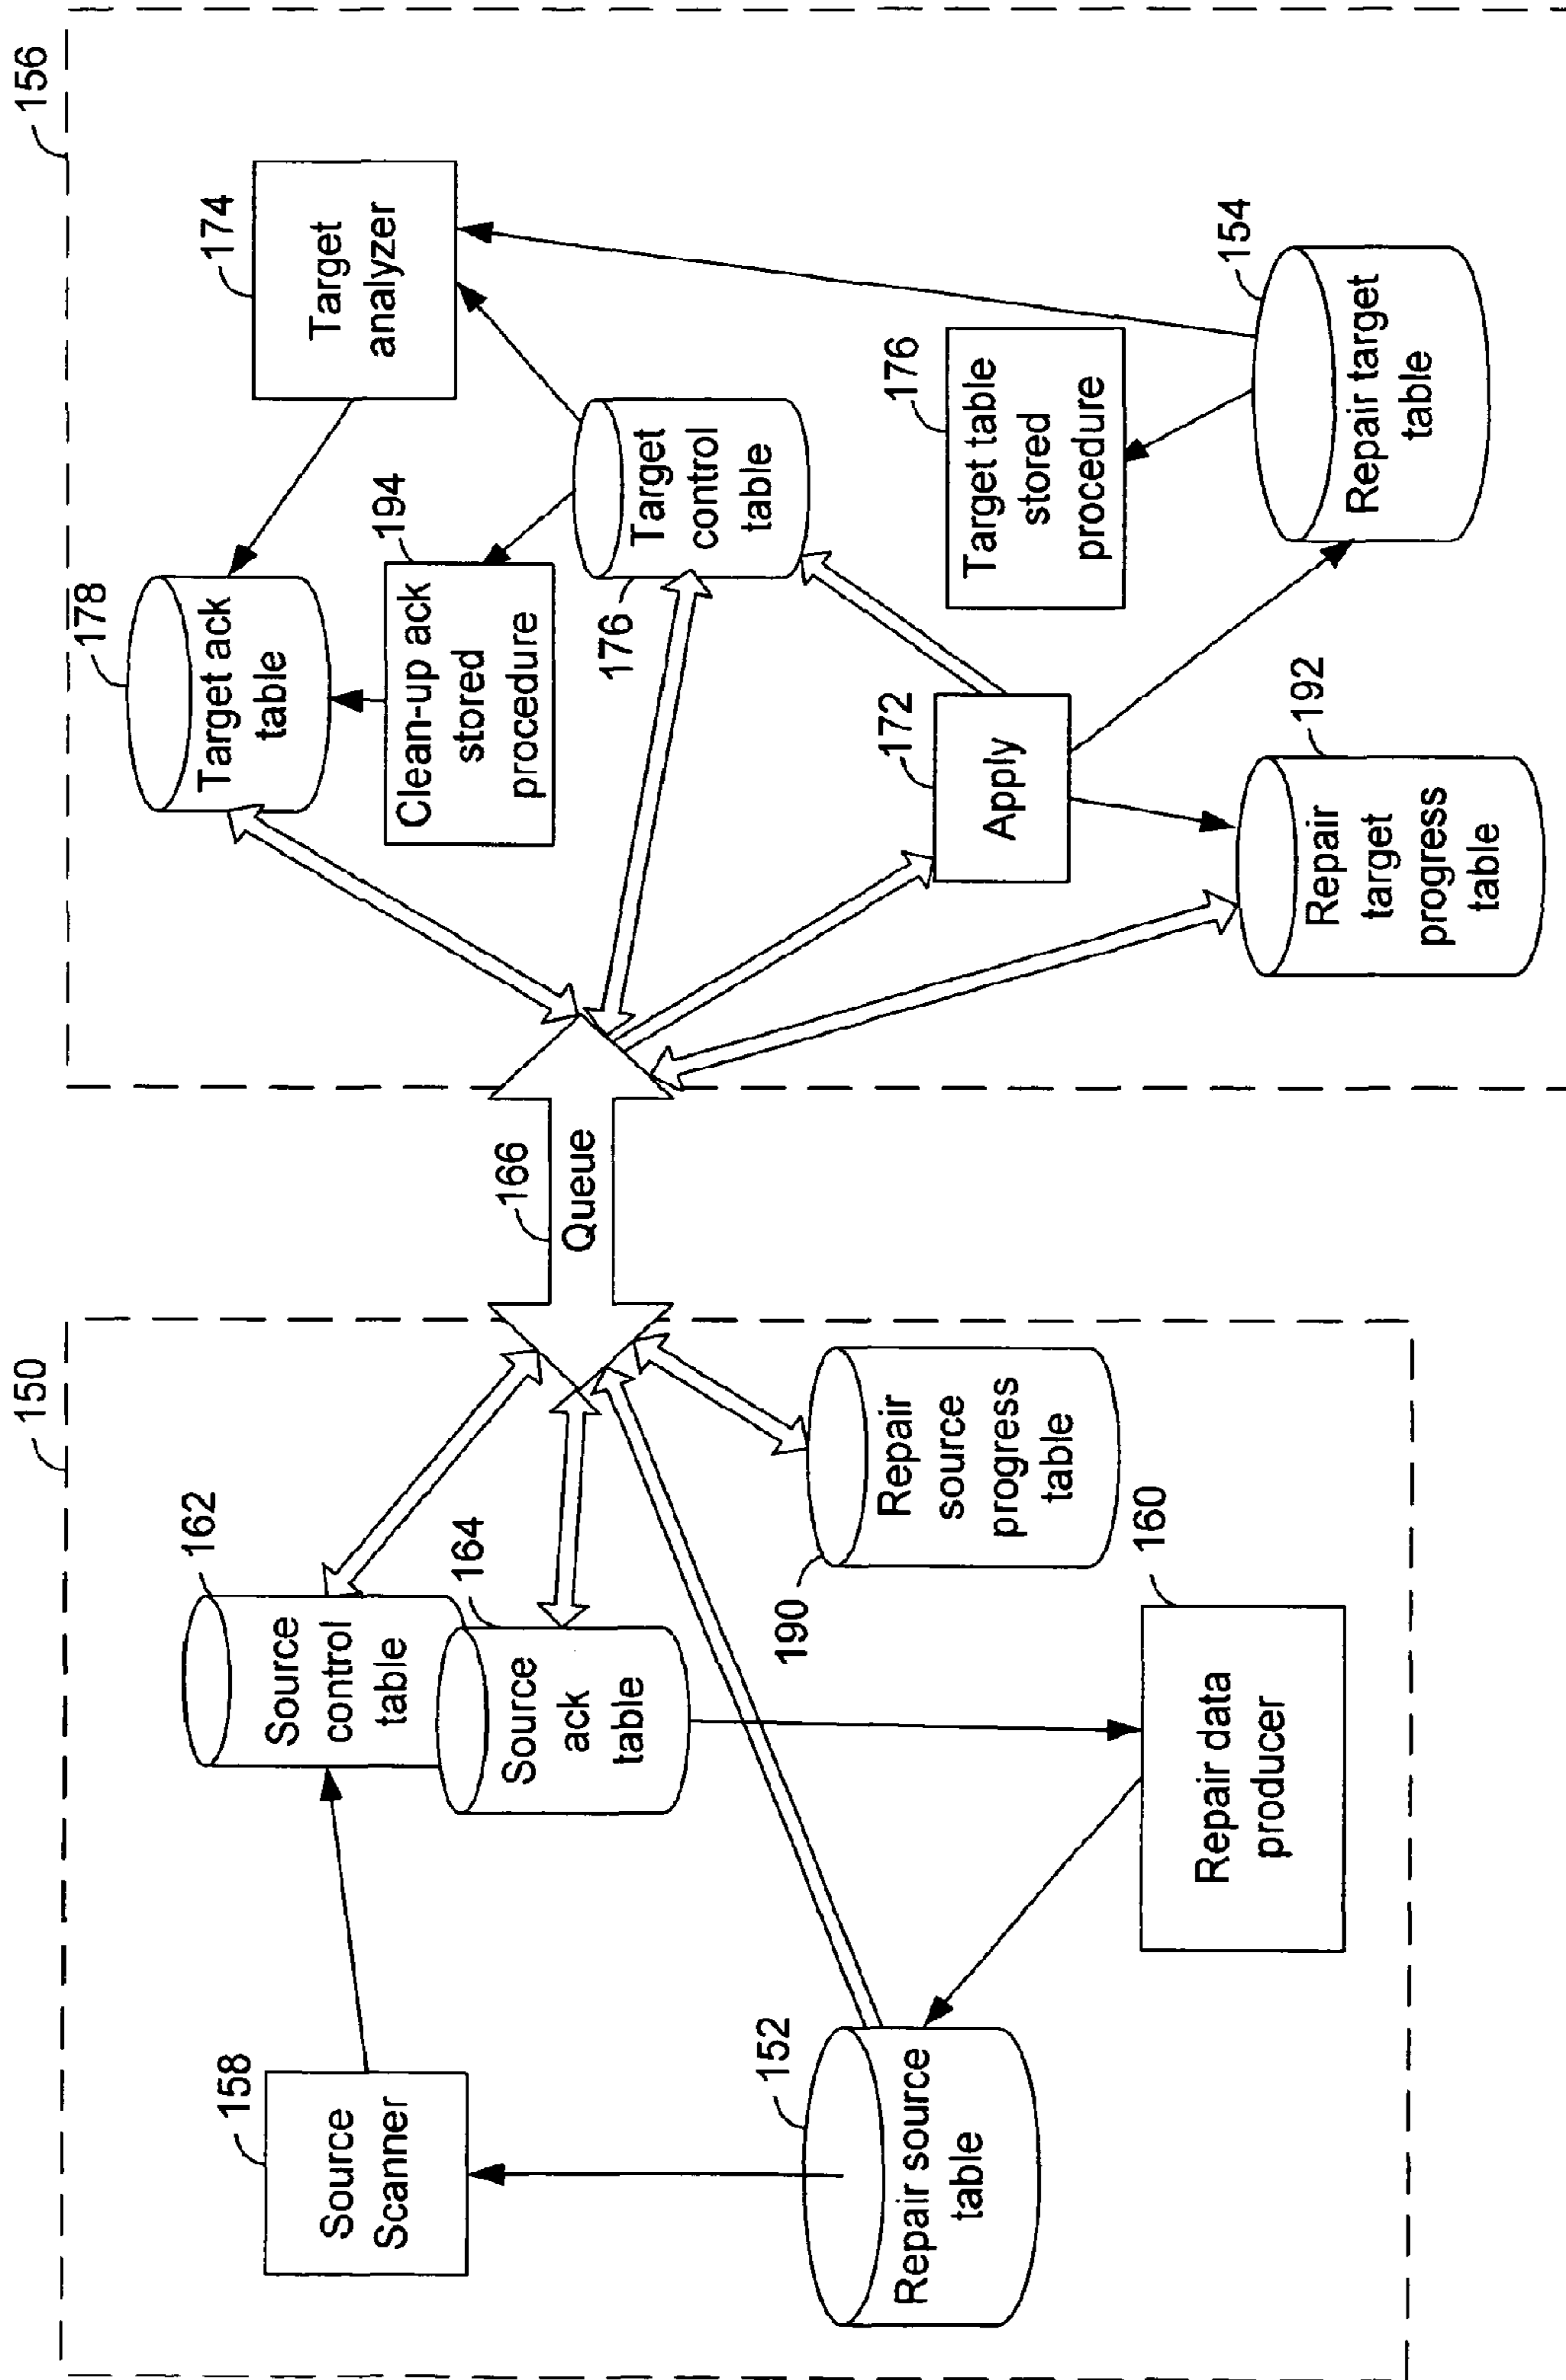 150
158
Source
Scanner
162
Source
control
table
164
Source
ack
table
152
Repair source
table
190
Repair
source
progress
table
160
Repair data
producer
166
Queue
156
178
Target ack
table
174
Target
analyzer
194
Clean-up ack
stored
procedure
176
Target
control
table
172
Apply
176
Target table
stored
procedure
192
Repair
target
progress
table
154
Repair target
table